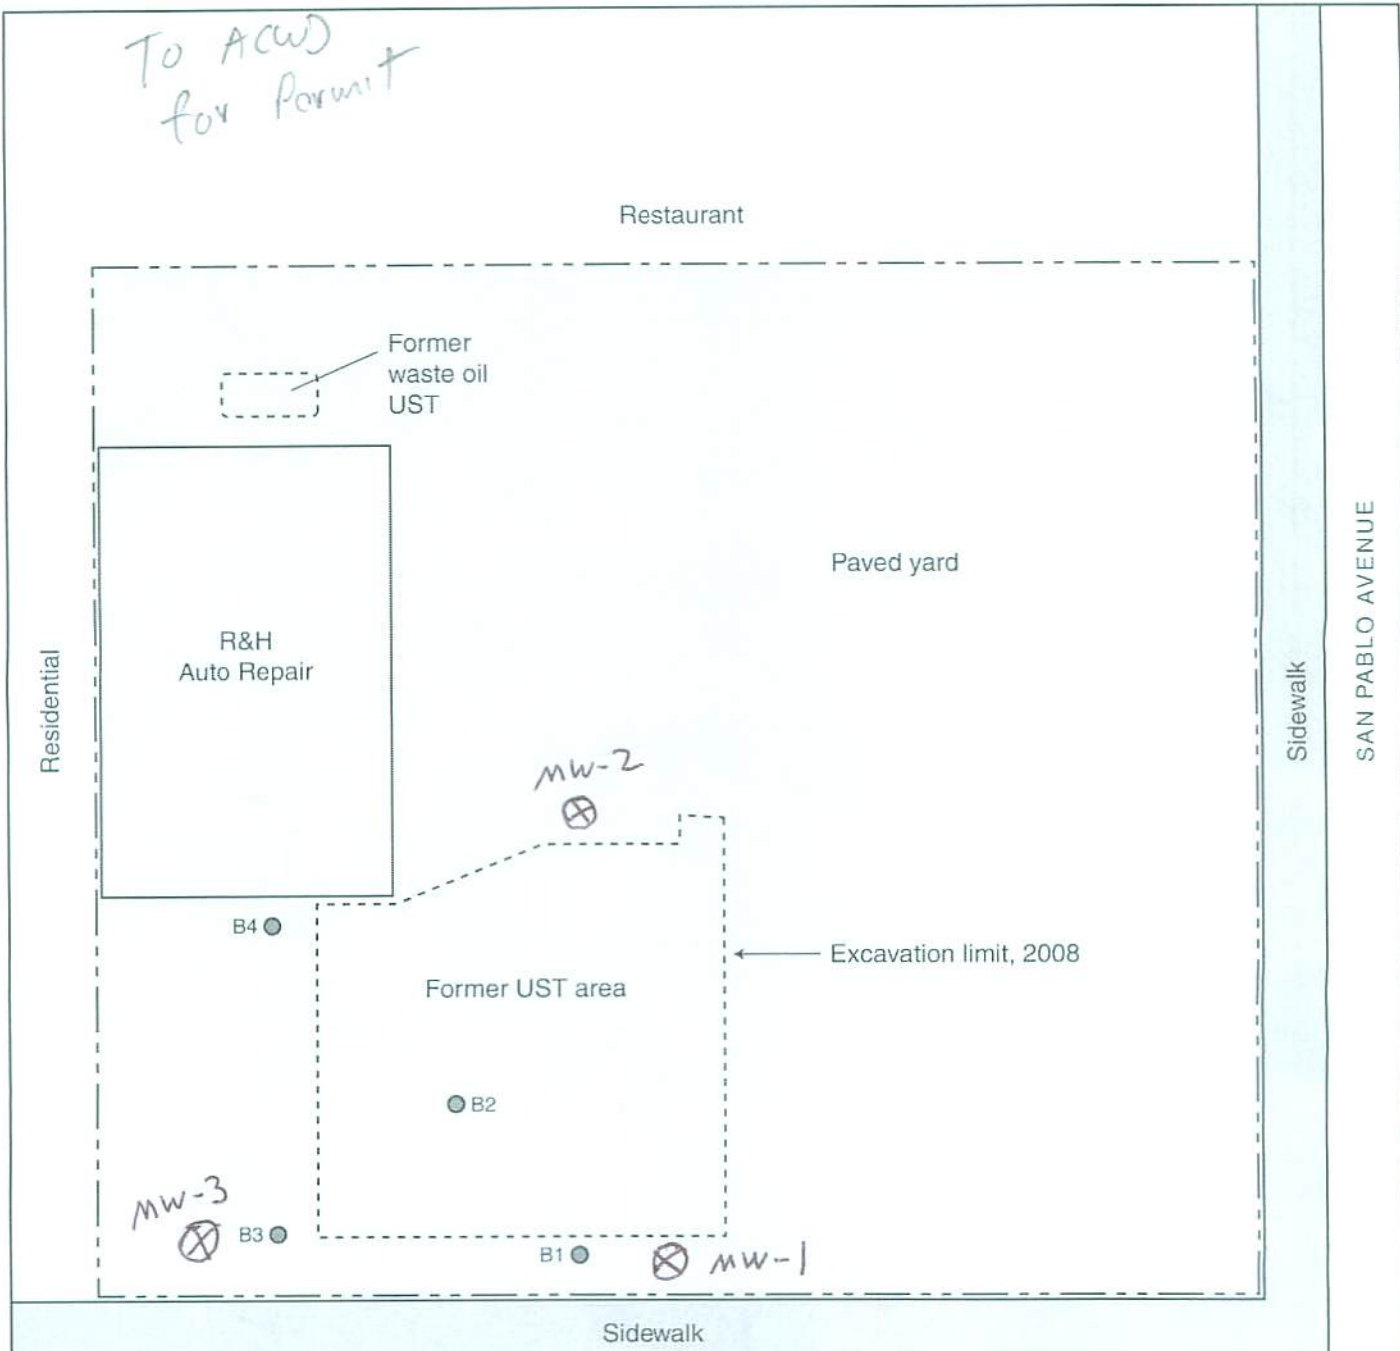 To ACWD
for Permit
Restaurant
Former
waste oil
UST
Paved yard
R&H
Auto Repair
Residential
Sidewalk
SAN PABLO AVENUE
MW-2
B4
Excavation limit, 2008
Former UST area
B2
MW-3
B3
B1
MW-1
Sidewalk